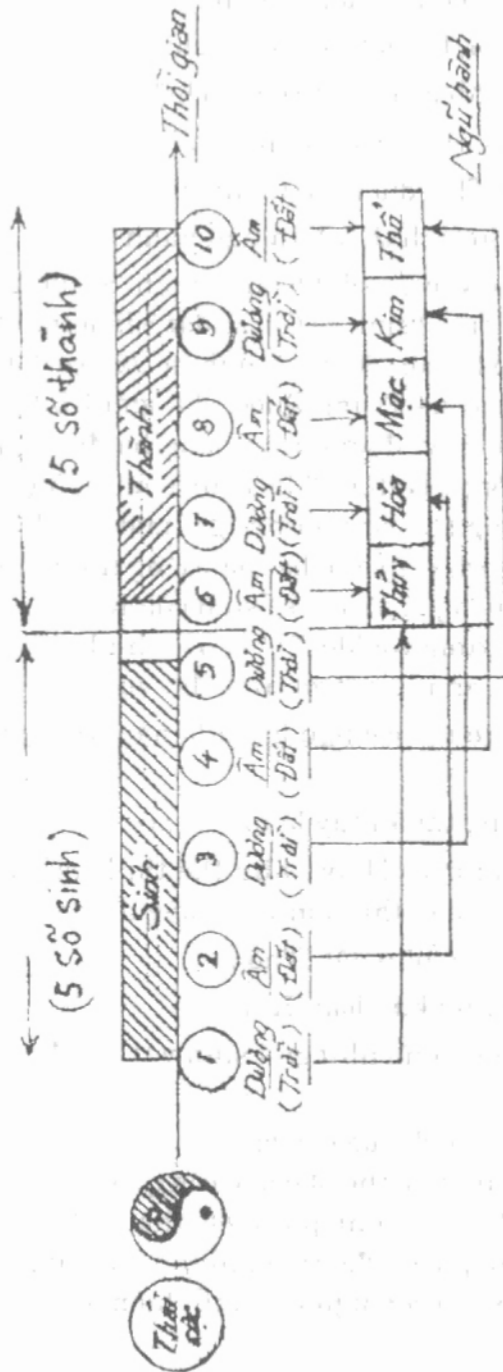 (5 số sinh)
(5 số thành)
Sinh
Thành
Thái cực
Thời gian
1 2 3 4 5 6 7 8 9 10
Dương Âm Dương Âm Dương Âm Dương Âm Dương Âm
(Trời) (Đất) (Trời) (Đất) (Trời) (Đất) (Trời) (Đất) (Trời) (Đất)
Thủy Hỏa Mộc Kim Thổ
Ngũ hành